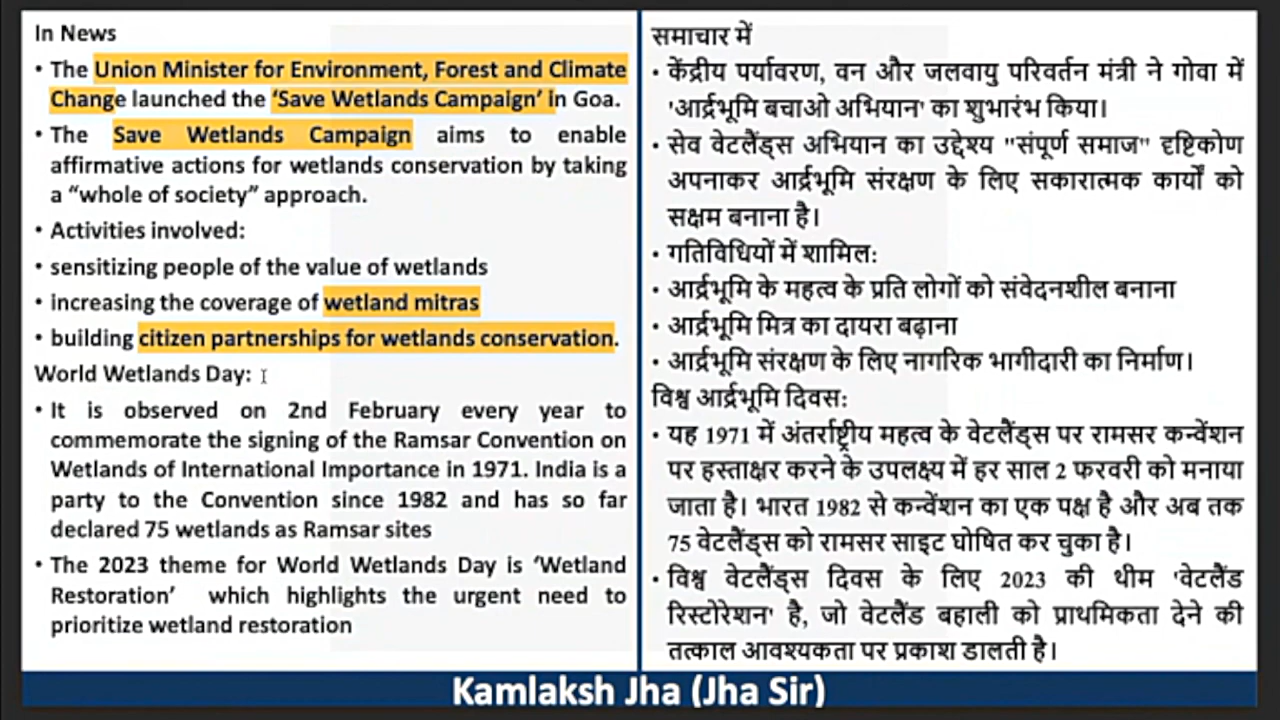 In News
• The Union Minister for Environment, Forest and Climate
Change launched the ‘Save Wetlands Campaign’ in Goa.
• The Save Wetlands Campaign aims to enable
affirmative actions for wetlands conservation by taking
a “whole of society” approach.
• Activities involved:
• sensitizing people of the value of wetlands
• increasing the coverage of wetland mitras
• building citizen partnerships for wetlands conservation.
World Wetlands Day:
• It is observed on 2nd February every year to
commemorate the signing of the Ramsar Convention on
Wetlands of International Importance in 1971. India is a
party to the Convention since 1982 and has so far
declared 75 wetlands as Ramsar sites
• The 2023 theme for World Wetlands Day is ‘Wetland
Restoration’ which highlights the urgent need to
prioritize wetland restoration
समाचार में
• केंद्रीय पर्यावरण, वन और जलवायु परिवर्तन मंत्री ने गोवा में
'आर्द्रभूमि बचाओ अभियान' का शुभारंभ किया।
• सेव वेटलैंड्स अभियान का उद्देश्य "संपूर्ण समाज" दृष्टिकोण
अपनाकर आर्द्रभूमि संरक्षण के लिए सकारात्मक कार्यों को
सक्षम बनाना है।
• गतिविधियों में शामिल:
• आर्द्रभूमि के महत्व के प्रति लोगों को संवेदनशील बनाना
• आर्द्रभूमि मित्र का दायरा बढ़ाना
• आर्द्रभूमि संरक्षण के लिए नागरिक भागीदारी का निर्माण।
विश्व आर्द्रभूमि दिवस:
• यह 1971 में अंतर्राष्ट्रीय महत्व के वेटलैंड्स पर रामसर कन्वेंशन
पर हस्ताक्षर करने के उपलक्ष्य में हर साल 2 फरवरी को मनाया
जाता है। भारत 1982 से कन्वेंशन का एक पक्ष है और अब तक
75 वेटलैंड्स को रामसर साइट घोषित कर चुका है।
• विश्व वेटलैंड्स दिवस के लिए 2023 की थीम 'वेटलैंड
रिस्टोरेशन' है, जो वेटलैंड बहाली को प्राथमिकता देने की
तत्काल आवश्यकता पर प्रकाश डालती है।
Kamlaksh Jha (Jha Sir)